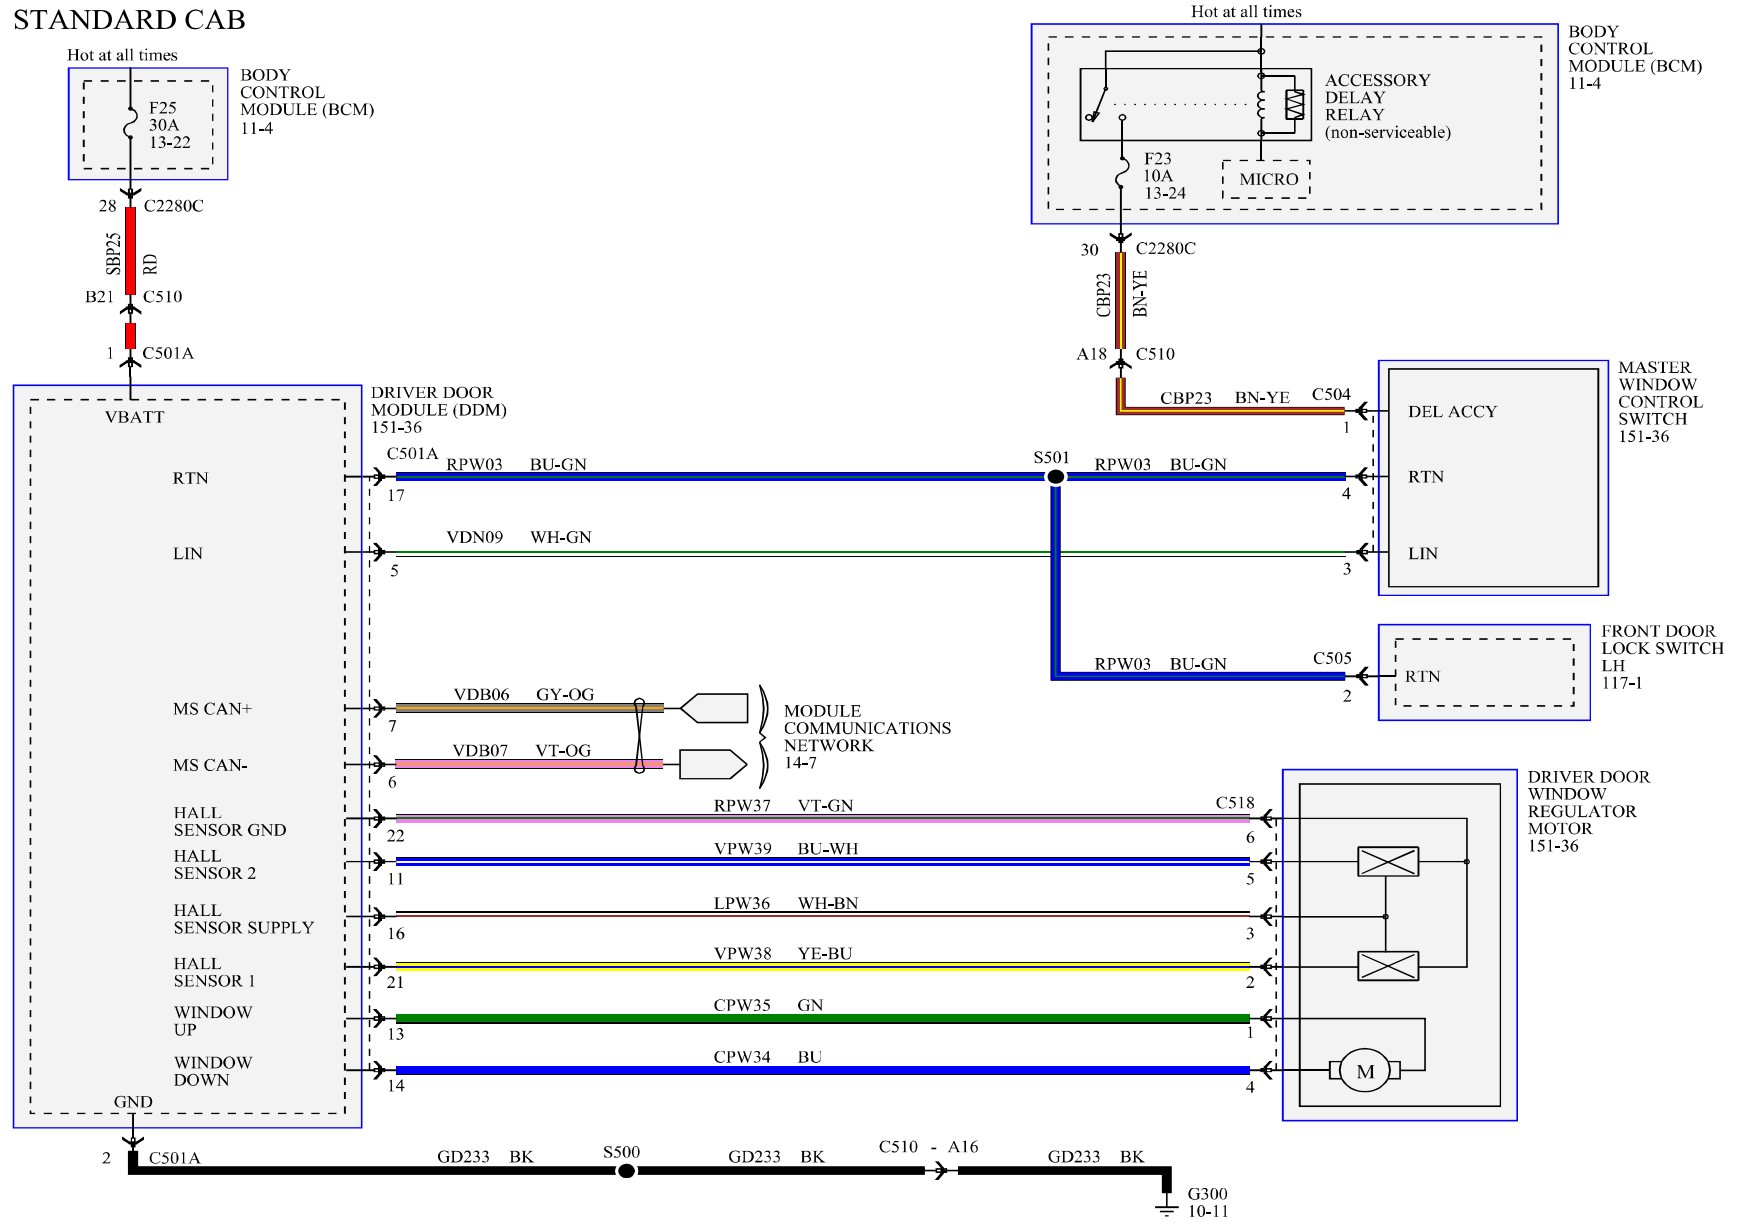 STANDARD CAB
Hot at all times
BODY
CONTROL
MODULE (BCM)
11-4
F25
30A
13-22
28
C2280C
SBP25
RD
B21
C510
1
C501A
Hot at all times
BODY
CONTROL
MODULE (BCM)
11-4
ACCESSORY
DELAY
RELAY
(non-serviceable)
F23
10A
13-24
MICRO
30
C2280C
CBP23
BN-YE
A18
C510
CBP23
BN-YE
C504
1
MASTER
WINDOW
CONTROL
SWITCH
151-36
DEL ACCY
RTN
LIN
DRIVER DOOR
MODULE (DDM)
151-36
VBATT
C501A
RTN
17
RPW03
BU-GN
S501
RPW03
BU-GN
4
LIN
5
VDN09
WH-GN
3
FRONT DOOR
LOCK SWITCH
LH
117-1
RPW03
BU-GN
C505
2
RTN
MS CAN+
7
VDB06
GY-OG
MS CAN-
6
VDB07
VT-OG
MODULE
COMMUNICATIONS
NETWORK
14-7
HALL
SENSOR GND
22
RPW37
VT-GN
C518
6
DRIVER DOOR
WINDOW
REGULATOR
MOTOR
151-36
HALL
SENSOR 2
11
VPW39
BU-WH
5
HALL
SENSOR SUPPLY
16
LPW36
WH-BN
3
HALL
SENSOR 1
21
VPW38
YE-BU
2
WINDOW
UP
13
CPW35
GN
1
WINDOW
DOWN
14
CPW34
BU
4
M
GND
2
C501A
GD233
BK
S500
GD233
BK
C510 - A16
GD233
BK
G300
10-11